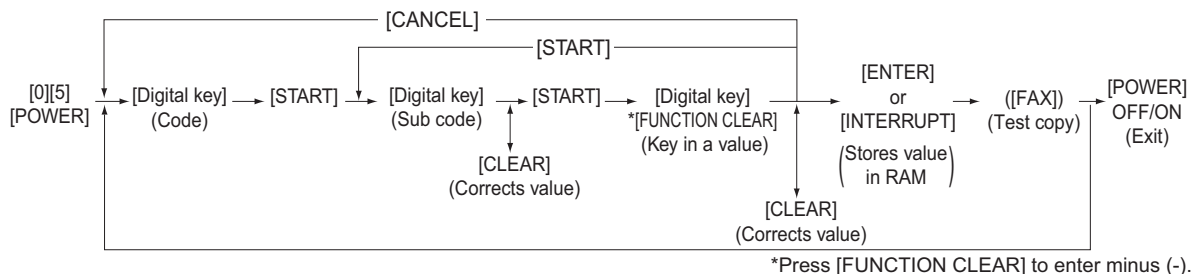 [CANCEL]
[START]
[0][5]
[POWER]
[Digital key]
(Code)
[START]
[Digital key]
(Sub code)
[CLEAR]
(Corrects value)
[START]
[Digital key]
*[FUNCTION CLEAR]
(Key in a value)
[CLEAR]
(Corrects value)
[ENTER]
or
[INTERRUPT]
(Stores value
in RAM)
([FAX])
(Test copy)
[POWER]
OFF/ON
(Exit)
*Press [FUNCTION CLEAR] to enter minus (-).